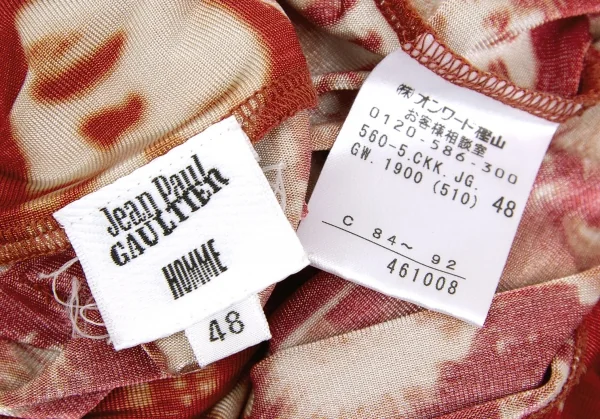 Jean Paul
GAULTIER
HOMME
48
㈱オンワード樫山
お客様相談室
0120-586-300
560-5.CKK.JG.
GW.1900(510) 48
C 84〜 92
461008